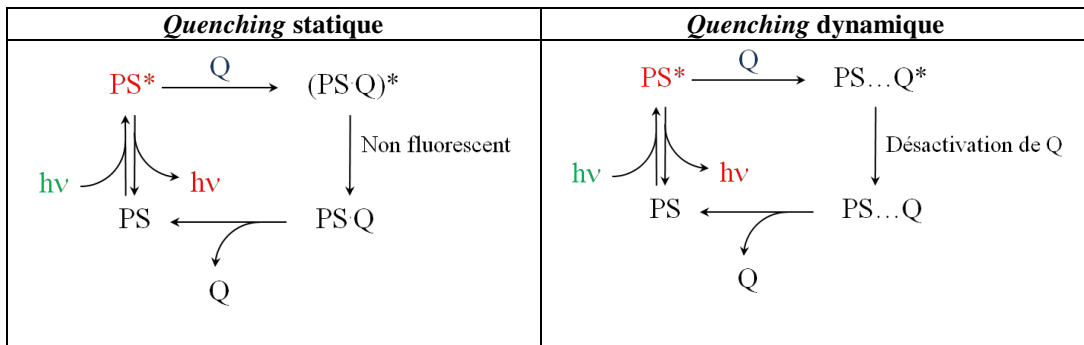 Quenching statique
Quenching dynamique
Q
PS*
(PS·Q)*
Non fluorescent
hν
hν
PS
PS·Q
Q
Q
PS*
PS…Q*
Désactivation de Q
hν
hν
PS
PS…Q
Q